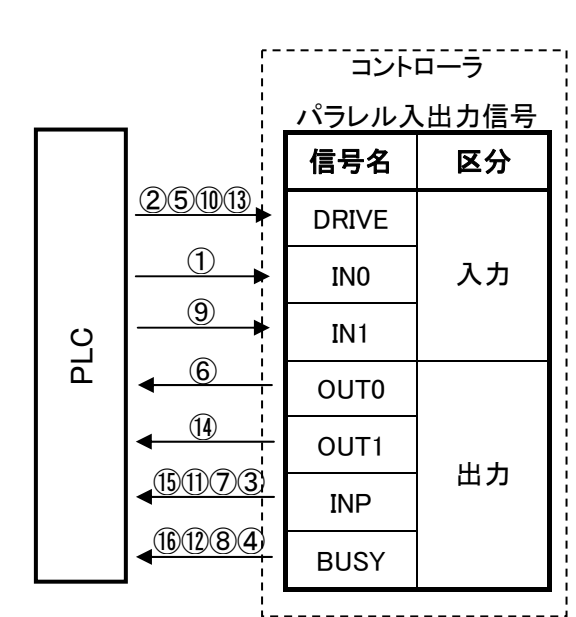 コントローラ
パラレル入出力信号
信号名 区分
②⑤⑩⑬ DRIVE
① IN0 入力
⑨ IN1
PLC
⑥ OUT0
⑭ OUT1
出力
⑮⑪⑦③ INP
⑯⑫⑧④ BUSY